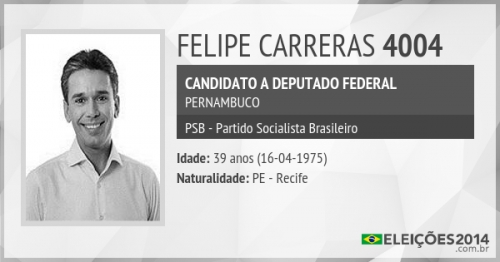 FELIPE CARRERAS 4004
CANDIDATO A DEPUTADO FEDERAL
PERNAMBUCO
PSB - Partido Socialista Brasileiro
Idade: 39 anos (16-04-1975)
Naturalidade: PE - Recife
ELEIÇÕES2014
.com.br